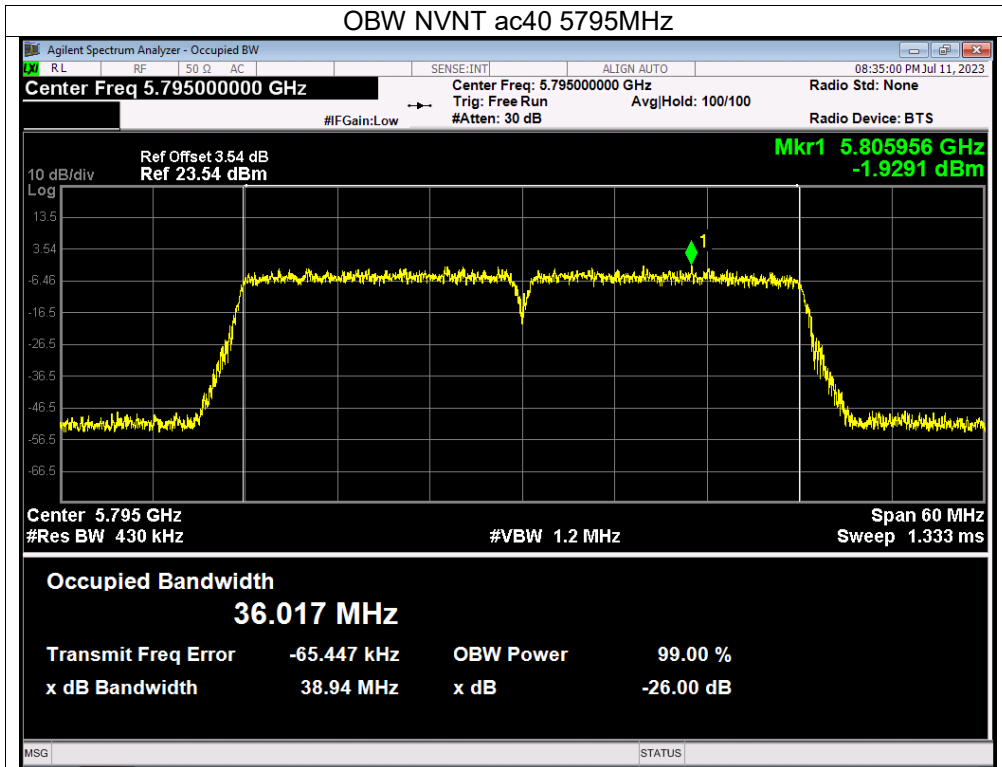 OBW NVNT ac40 5795MHz
Agilent Spectrum Analyzer - Occupied BW
LXI RL RF 50 Ω AC SENSE:INT ALIGN AUTO 08:35:00 PM Jul 11, 2023
Center Freq 5.795000000 GHz Center Freq: 5.795000000 GHz Radio Std: None
Trig: Free Run Avg|Hold: 100/100
#IFGain:Low #Atten: 30 dB Radio Device: BTS
Mkr1 5.805956 GHz
-1.9291 dBm
Ref Offset 3.54 dB
10 dB/div Ref 23.54 dBm
Log
13.5
3.54
1
-6.46
-16.5
-26.5
-36.5
-46.5
-56.5
-66.5
Center 5.795 GHz Span 60 MHz
#Res BW 430 kHz #VBW 1.2 MHz Sweep 1.333 ms
Occupied Bandwidth
36.017 MHz
Transmit Freq Error -65.447 kHz OBW Power 99.00 %
x dB Bandwidth 38.94 MHz x dB -26.00 dB
MSG STATUS